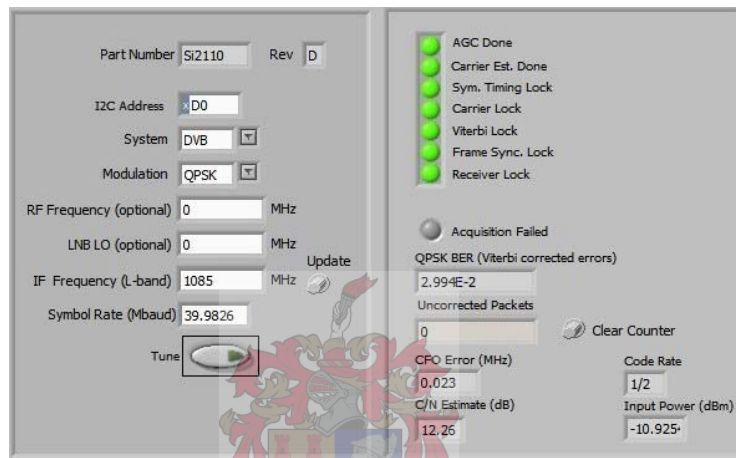 Part Number Si2110 Rev D
I2C Address xD0
System DVB
Modulation QPSK
RF Frequency (optional) 0 MHz
LNB LO (optional) 0 MHz
Update
IF Frequency (L-band) 1085 MHz
Symbol Rate (Mbaud) 39.9826
Tune
AGC Done
Carrier Est. Done
Sym. Timing Lock
Carrier Lock
Viterbi Lock
Frame Sync. Lock
Receiver Lock
Acquisition Failed
QPSK BER (Viterbi corrected errors)
2.994E-2
Uncorrected Packets
0 Clear Counter
CFO Error (MHz) Code Rate
0.023 1/2
C/N Estimate (dB) Input Power (dBm)
12.26 -10.925